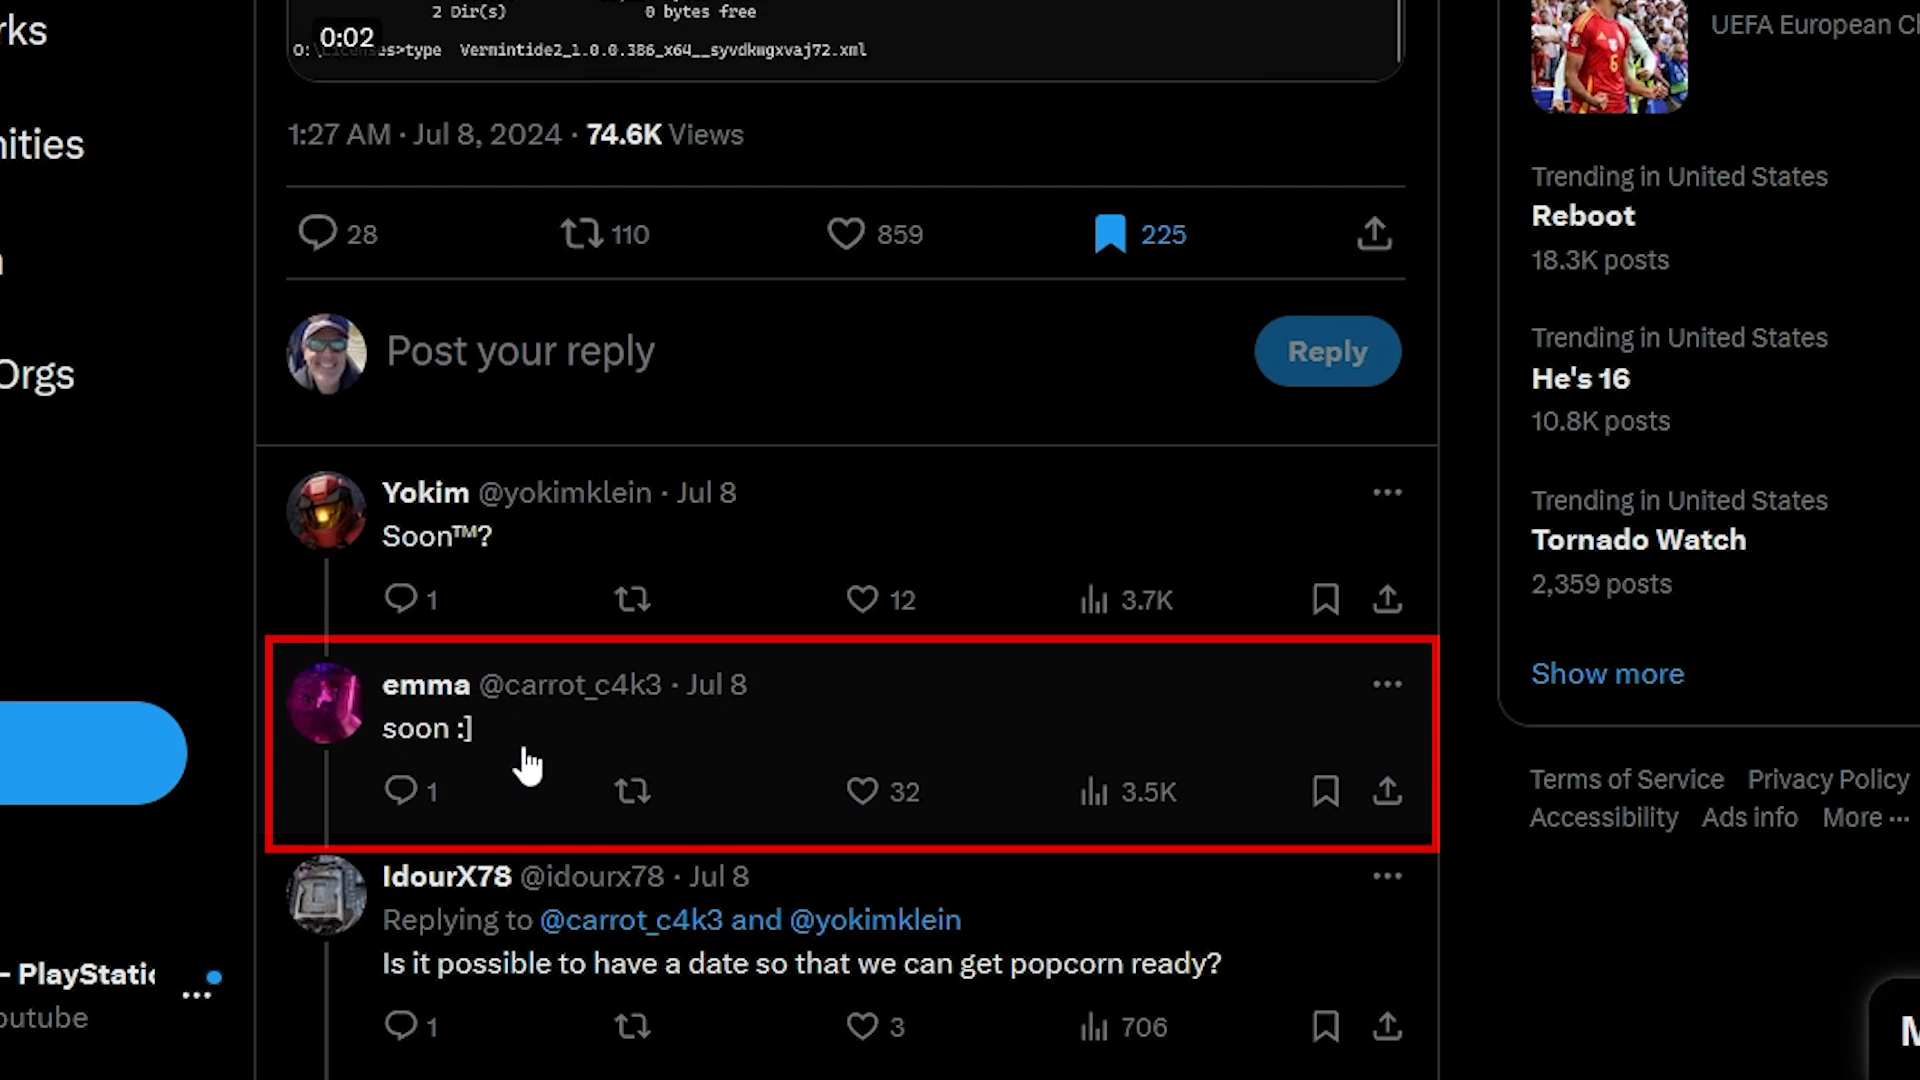 rks
nities
n
Orgs
- PlayStatic
outube
2 Dir(s) 0 bytes free
0:02
O:\Licenses>type Vermintide2_1.0.0.386_x64__syvdkwgxvaj72.xml
1:27 AM · Jul 8, 2024 · 74.6K Views
28 110 859 225
Post your reply
Reply
Yokim @yokimklein · Jul 8
Soon™?
1 12 3.7K
emma @carrot_c4k3 · Jul 8
soon :]
1 32 3.5K
IdourX78 @idourx78 · Jul 8
Replying to @carrot_c4k3 and @yokimklein
Is it possible to have a date so that we can get popcorn ready?
1 3 706
UEFA European C
Trending in United States
Reboot
18.3K posts
Trending in United States
He's 16
10.8K posts
Trending in United States
Tornado Watch
2,359 posts
Show more
Terms of Service Privacy Policy
Accessibility Ads info More ...
M